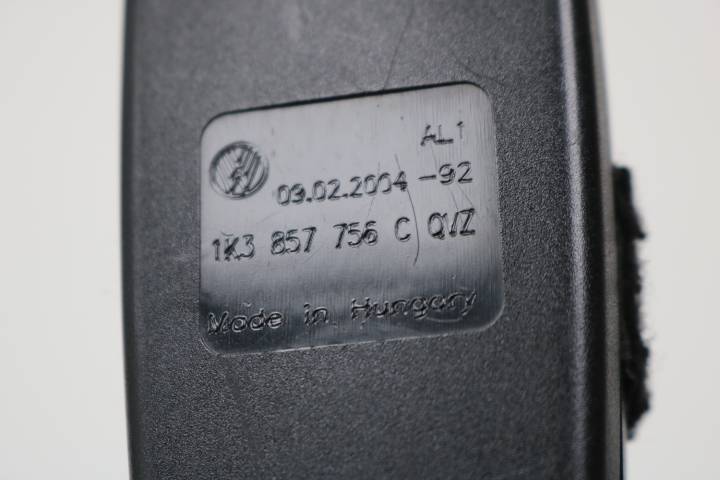 AL1
09.02.2004 -92
1K3 857 756 C QVZ
Made in Hungary